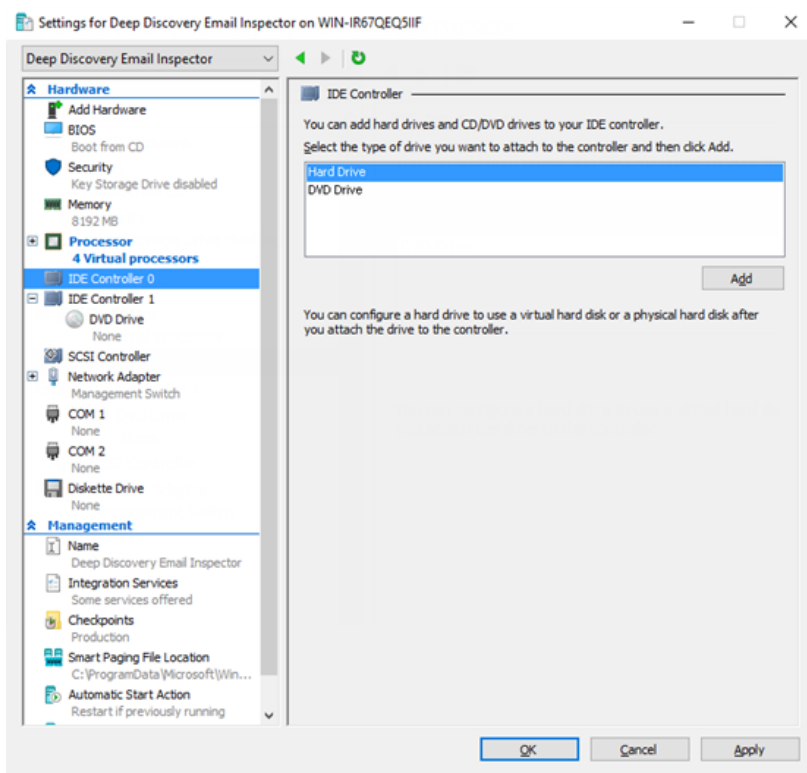 Settings for Deep Discovery Email Inspector on WIN-IR67QEQ5IIF
Deep Discovery Email Inspector
Hardware
Add Hardware
BIOS
Boot from CD
Security
Key Storage Drive disabled
Memory
8192 MB
Processor
4 Virtual processors
IDE Controller 0
IDE Controller 1
DVD Drive
None
SCSI Controller
Network Adapter
Management Switch
COM 1
None
COM 2
None
Diskette Drive
None
Management
Name
Deep Discovery Email Inspector
Integration Services
Some services offered
Checkpoints
Production
Smart Paging File Location
C:\ProgramData\Microsoft\Win...
Automatic Start Action
Restart if previously running
IDE Controller
You can add hard drives and CD/DVD drives to your IDE controller.
Select the type of drive you want to attach to the controller and then click Add.
Hard Drive
DVD Drive
Add
You can configure a hard drive to use a virtual hard disk or a physical hard disk after
you attach the drive to the controller.
OK
Cancel
Apply